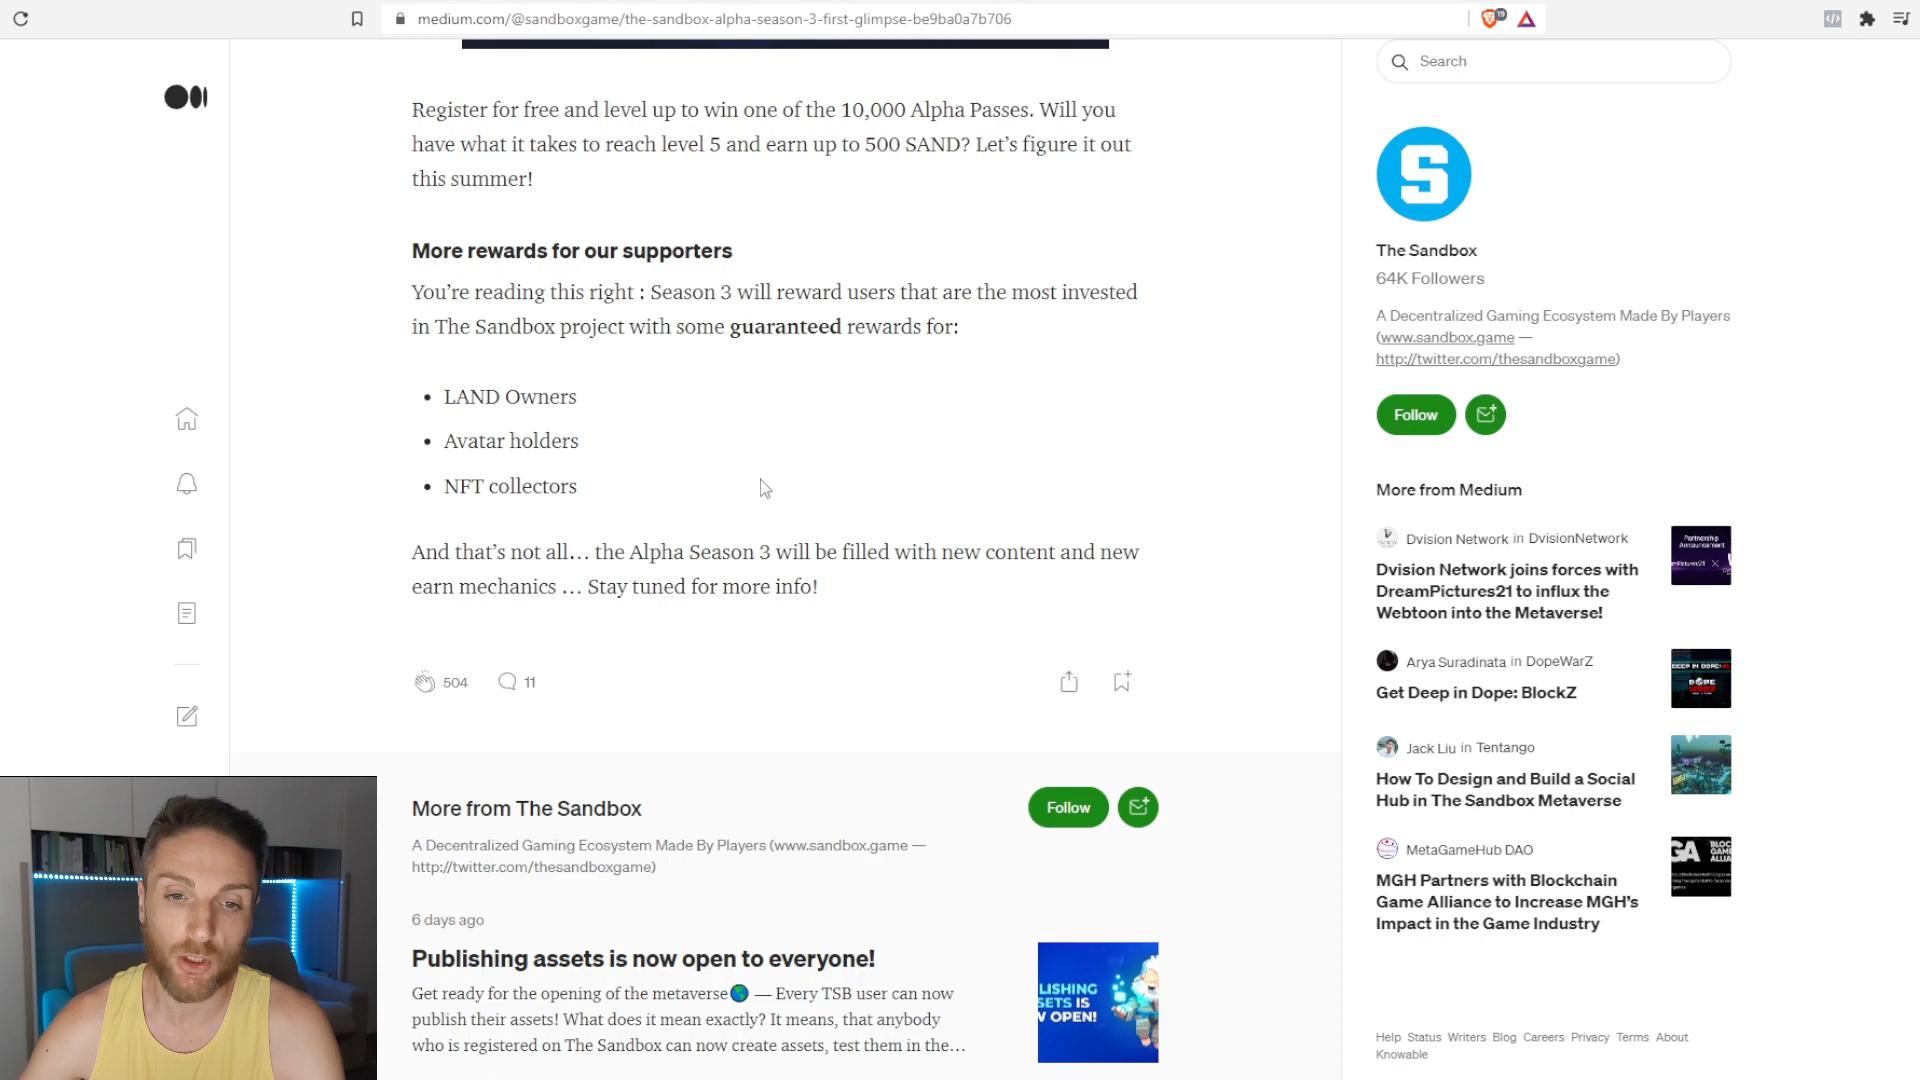 medium.com/@sandboxgame/the-sandbox-alpha-season-3-first-glimpse-be9ba0a7b706
19
Register for free and level up to win one of the 10,000 Alpha Passes. Will you
have what it takes to reach level 5 and earn up to 500 SAND? Let’s figure it out
this summer!
More rewards for our supporters
You’re reading this right : Season 3 will reward users that are the most invested
in The Sandbox project with some guaranteed rewards for:
• LAND Owners
• Avatar holders
• NFT collectors
And that’s not all… the Alpha Season 3 will be filled with new content and new
earn mechanics … Stay tuned for more info!
504 11
More from The Sandbox
Follow
A Decentralized Gaming Ecosystem Made By Players (www.sandbox.game —
http://twitter.com/thesandboxgame)
6 days ago
Publishing assets is now open to everyone!
Get ready for the opening of the metaverse🌍 — Every TSB user can now
publish their assets! What does it mean exactly? It means, that anybody
who is registered on The Sandbox can now create assets, test them in the…
LISHING
SETS IS
W OPEN!
Search
S
The Sandbox
64K Followers
A Decentralized Gaming Ecosystem Made By Players
(www.sandbox.game —
http://twitter.com/thesandboxgame)
Follow
More from Medium
Dvision Network in DvisionNetwork
Dvision Network joins forces with
DreamPictures21 to influx the
Webtoon into the Metaverse!
Partnership
Announcement
Arya Suradinata in DopeWarZ
Get Deep in Dope: BlockZ
Jack Liu in Tentango
How To Design and Build a Social
Hub in The Sandbox Metaverse
MetaGameHub DAO
MGH Partners with Blockchain
Game Alliance to Increase MGH’s
Impact in the Game Industry
GA BLOC
GAM
ALLIA
Help Status Writers Blog Careers Privacy Terms About
Knowable